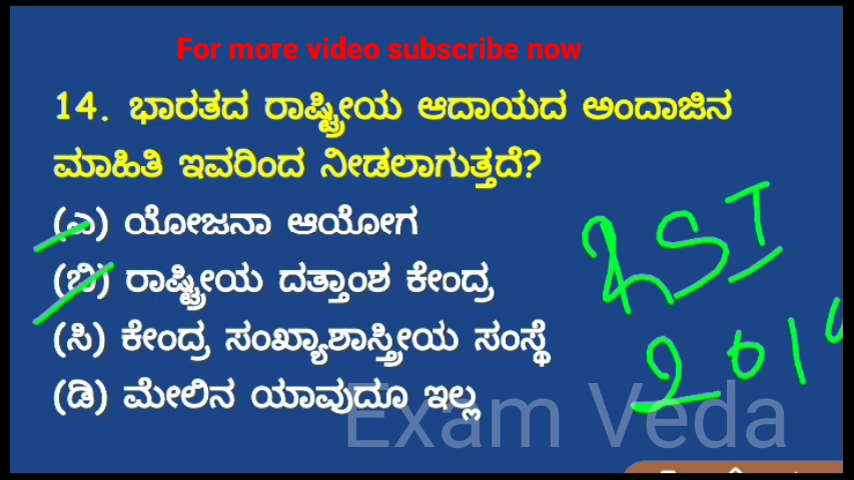 For more video subscribe now
14. ಭಾರತದ ರಾಷ್ಟ್ರೀಯ ಆದಾಯದ ಅಂದಾಜಿನ
ಮಾಹಿತಿ ಇವರಿಂದ ನೀಡಲಾಗುತ್ತದೆ?
(ಎ) ಯೋಜನಾ ಆಯೋಗ
(ಬಿ) ರಾಷ್ಟ್ರೀಯ ದತ್ತಾಂಶ ಕೇಂದ್ರ
(ಸಿ) ಕೇಂದ್ರ ಸಂಖ್ಯಾಶಾಸ್ತ್ರೀಯ ಸಂಸ್ಥೆ
(ಡಿ) ಮೇಲಿನ ಯಾವುದೂ ಇಲ್ಲ
Exam Veda